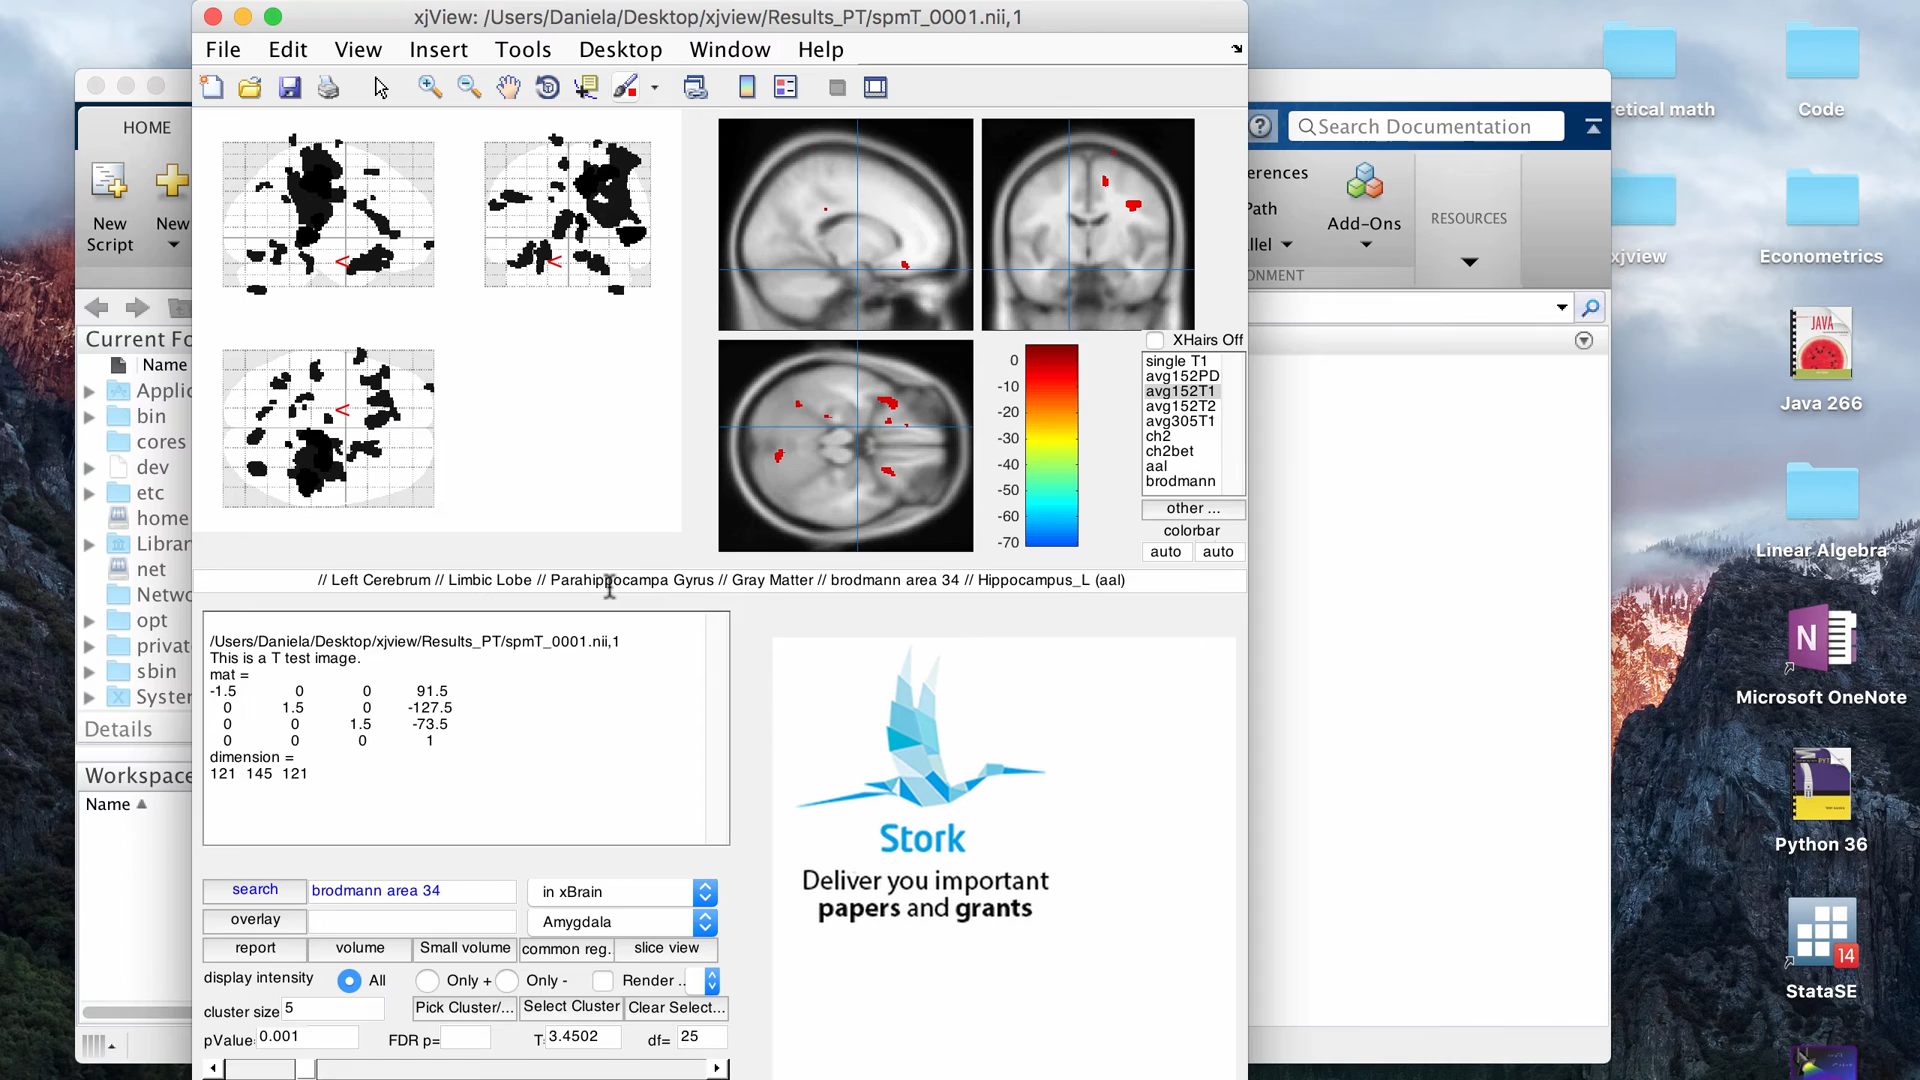 xjView: /Users/Daniela/Desktop/xjview/Results_PT/spmT_0001.nii,1
File Edit View Insert Tools Desktop Window Help
HOME
New Script
New
Current Fo
Name
Applic
bin
cores
dev
etc
home
Librar
net
Netwo
opt
privat
sbin
Syster
Details
Workspace
Name
XHairs Off
single T1
avg152PD
avg152T1
avg152T2
avg305T1
ch2
ch2bet
aal
brodmann
other ...
colorbar
auto auto
0
-10
-20
-30
-40
-50
-60
-70
// Left Cerebrum // Limbic Lobe // Parahippocampa Gyrus // Gray Matter // brodmann area 34 // Hippocampus_L (aal)
/Users/Daniela/Desktop/xjview/Results_PT/spmT_0001.nii,1
This is a T test image.
mat =
-1.5 0 0 91.5
0 1.5 0 -127.5
0 0 1.5 -73.5
0 0 0 1
dimension =
121 145 121
search brodmann area 34 in xBrain
overlay Amygdala
report volume Small volume common reg. slice view
display intensity All Only + Only - Render ..
cluster size 5 Pick Cluster/... Select Cluster Clear Selec...
pValue: 0.001 FDR p= T: 3.4502 df= 25
Stork
Deliver you important
papers and grants
Search Documentation
erences
Path
llel
ONMENT
Add-Ons
RESOURCES
retical math
Code
xjview
Econometrics
JAVA
Java 266
Linear Algebra
N
Microsoft OneNote
Python 36
14
StataSE